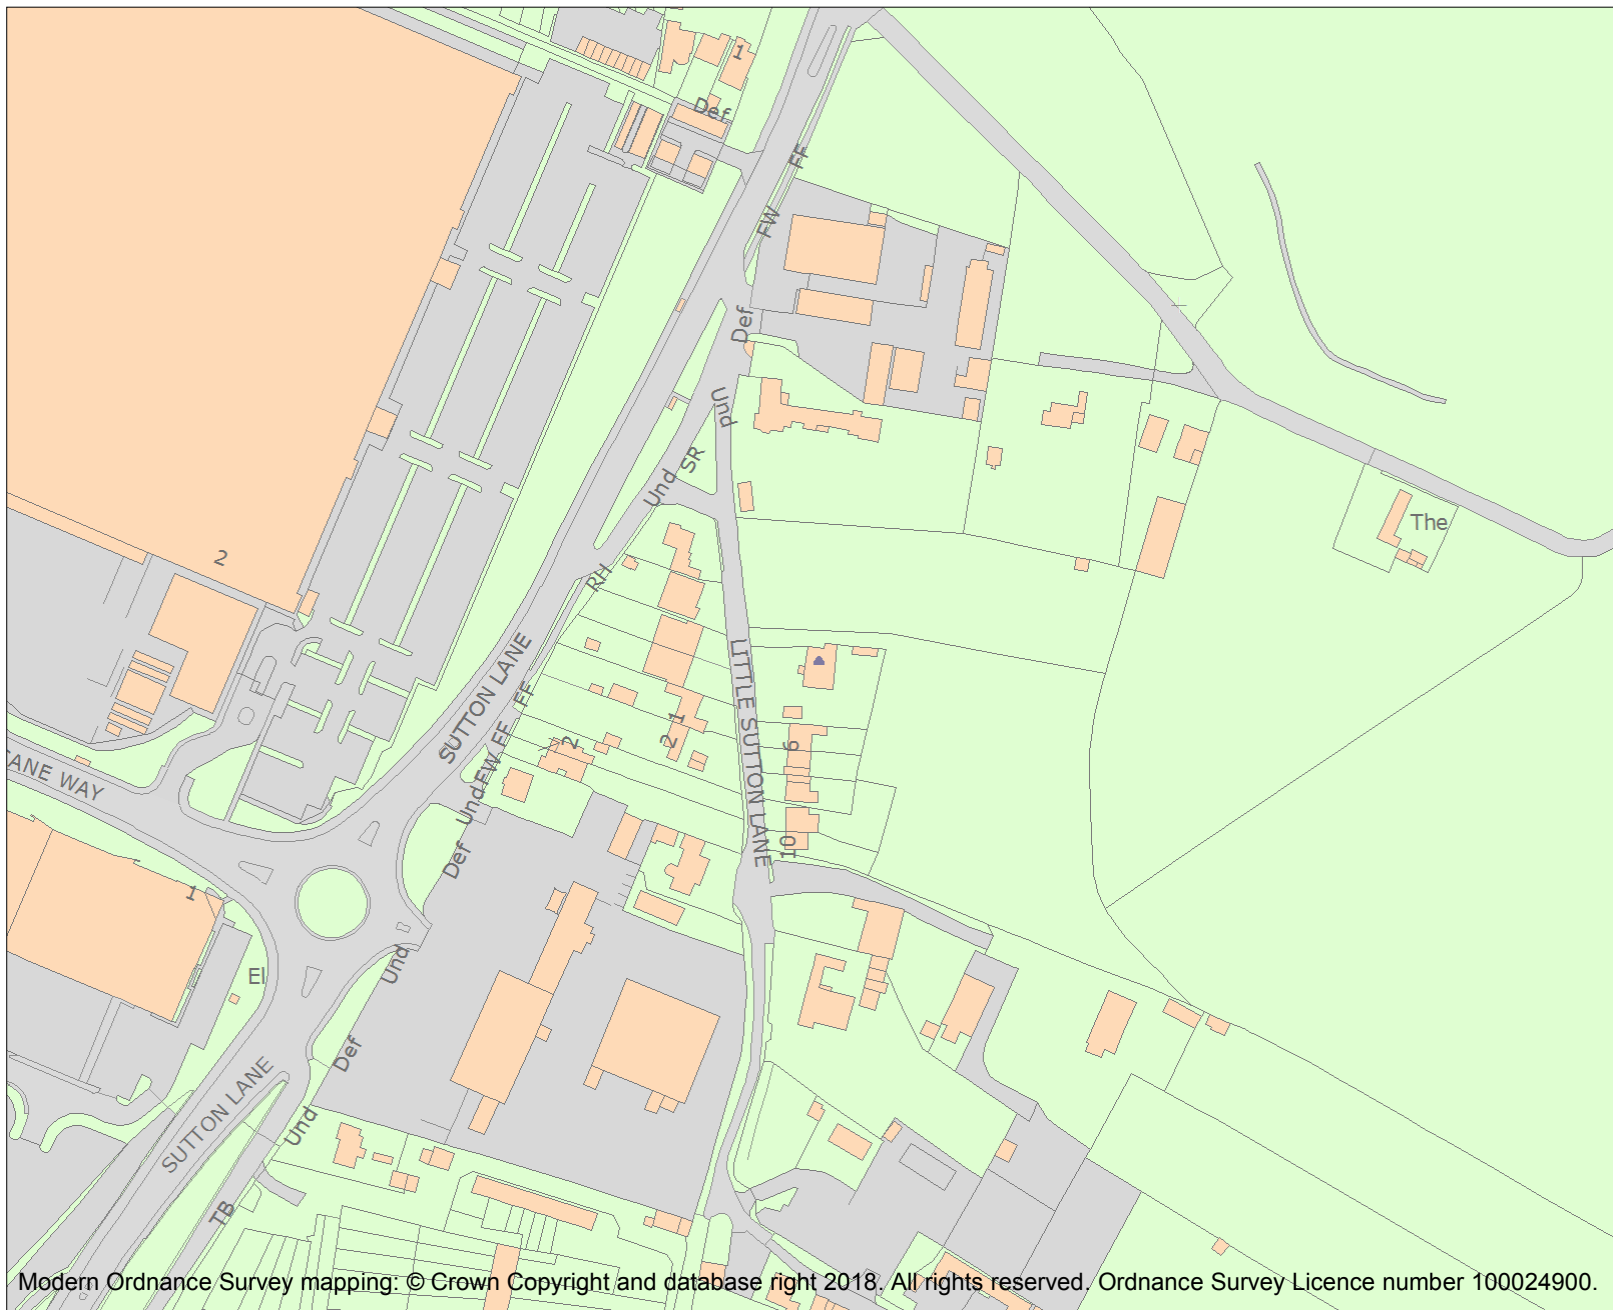 1
Def
FF
FW
Def
Und
SR
Und
The
2
RH
SUTTON LANE
LITTLE SUTTON LANE
FF
FF
FW
Und
1
2
2
6
ANE WAY
10
Def
1
Und
El
Def
SUTTON LANE
Und
TB
Modern Ordnance Survey mapping: © Crown Copyright and database right 2018. All rights reserved. Ordnance Survey Licence number 100024900.